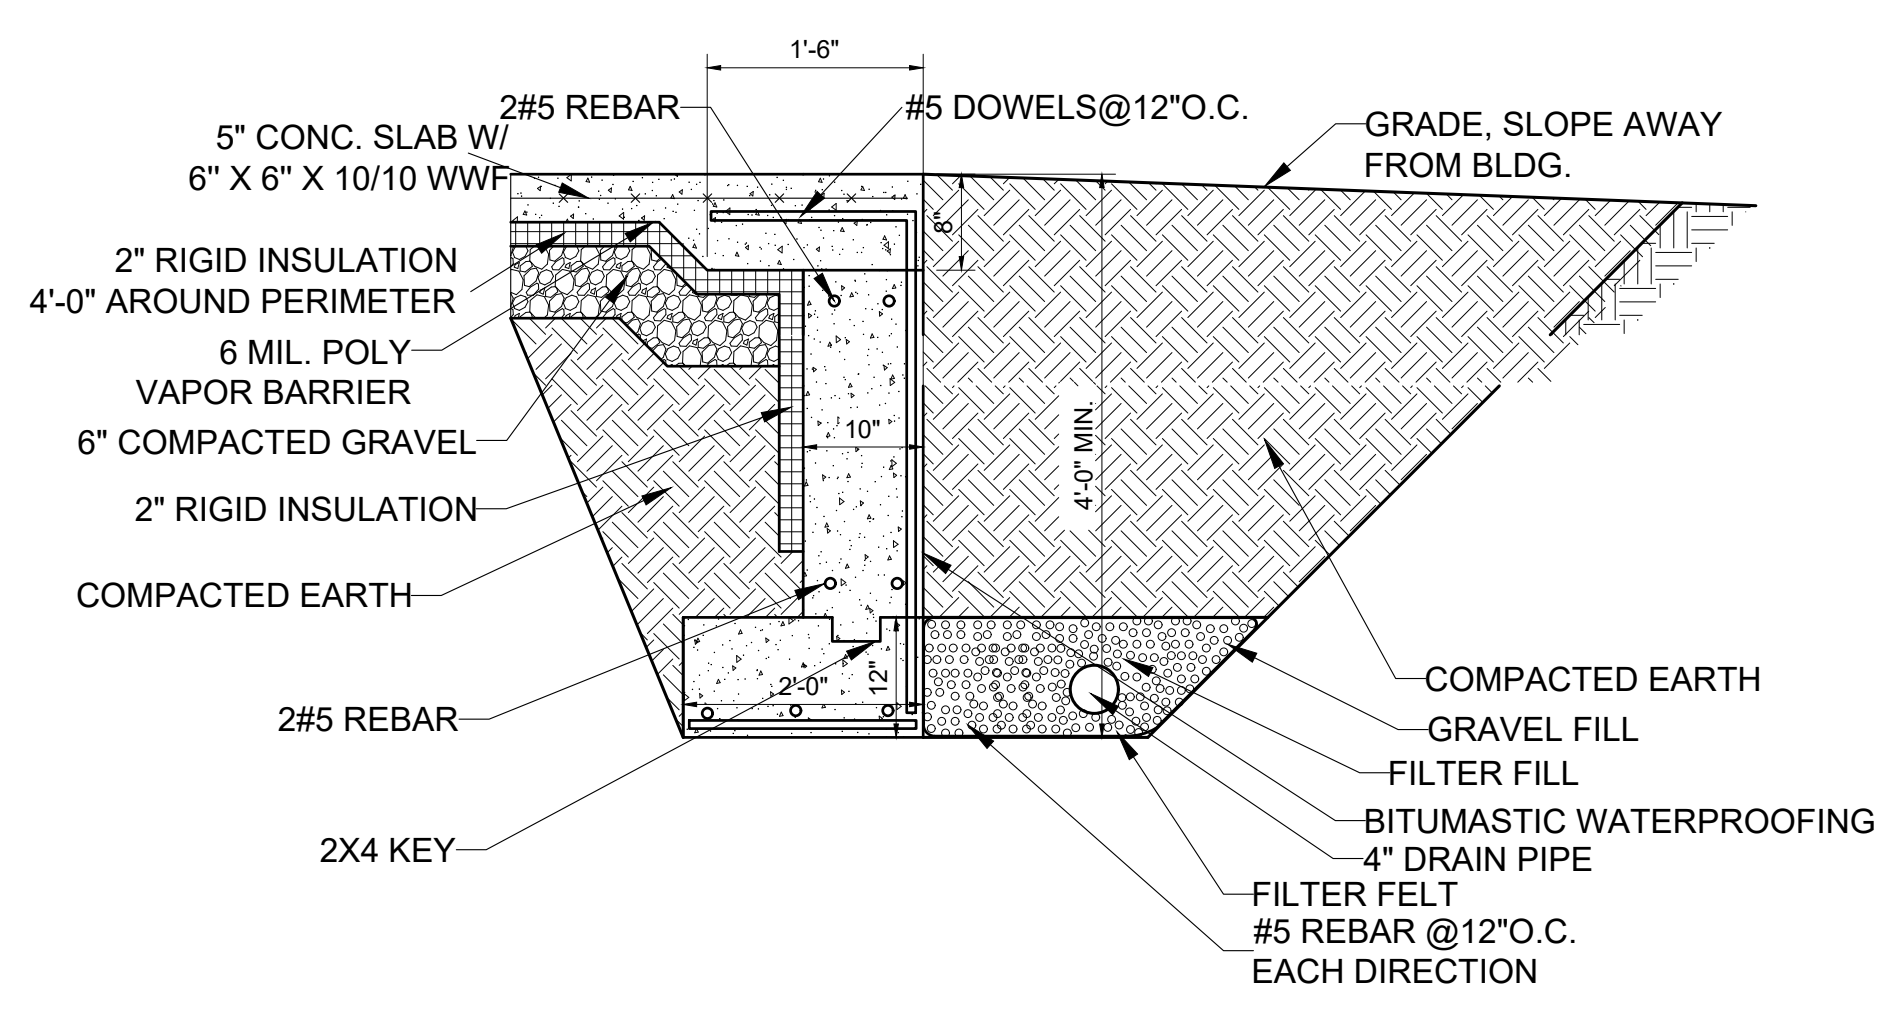 1'-6"
2#5 REBAR
#5 DOWELS@12"O.C.
5" CONC. SLAB W/
6" X 6" X 10/10 WWF
GRADE, SLOPE AWAY
FROM BLDG.
8"
2" RIGID INSULATION
4'-0" AROUND PERIMETER
6 MIL. POLY
VAPOR BARRIER
6" COMPACTED GRAVEL
10"
4'-0" MIN.
2" RIGID INSULATION
COMPACTED EARTH
2'-0"
12"
2#5 REBAR
2X4 KEY
COMPACTED EARTH
GRAVEL FILL
FILTER FILL
BITUMASTIC WATERPROOFING
4" DRAIN PIPE
FILTER FELT
#5 REBAR @12"O.C.
EACH DIRECTION